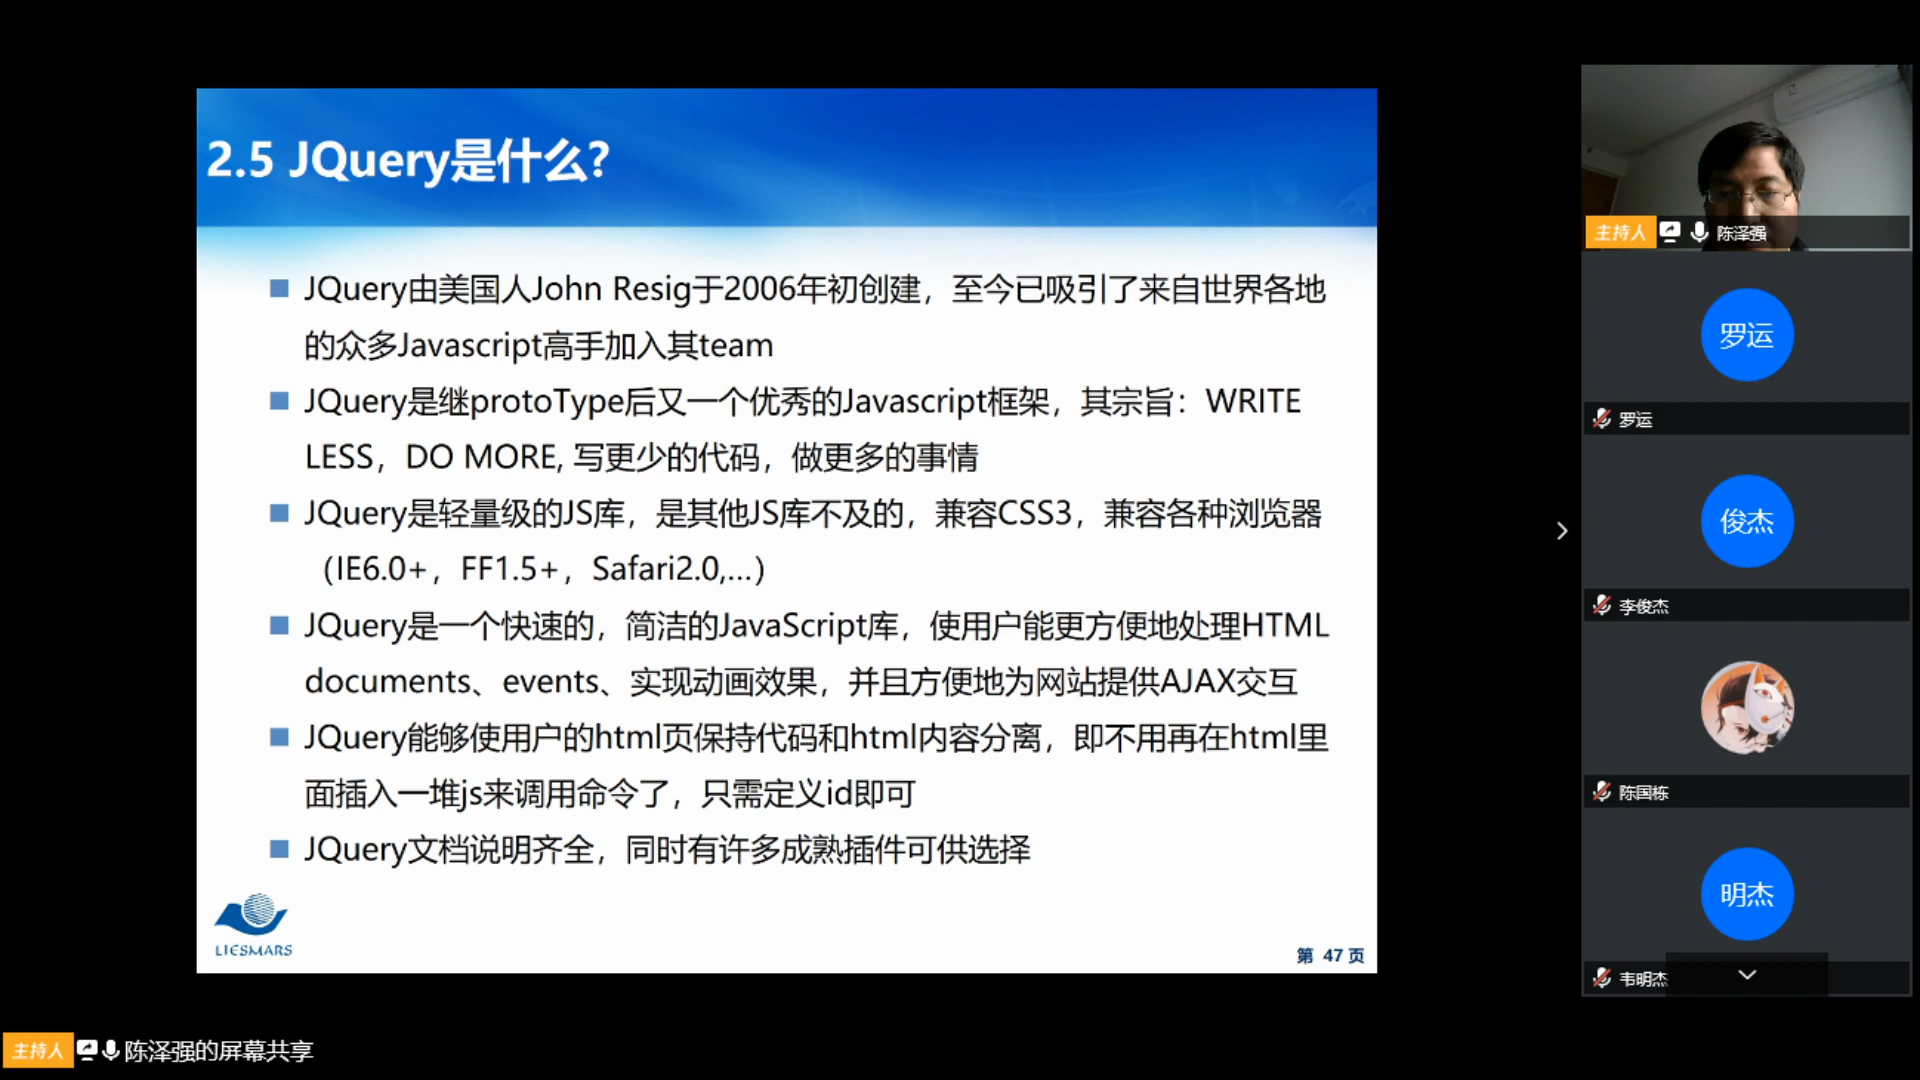 2.5 JQuery是什么?
JQuery由美国人John Resig于2006年初创建，至今已吸引了来自世界各地
的众多Javascript高手加入其team
JQuery是继protoType后又一个优秀的Javascript框架，其宗旨：WRITE
LESS，DO MORE, 写更少的代码，做更多的事情
JQuery是轻量级的JS库，是其他JS库不及的，兼容CSS3，兼容各种浏览器
（IE6.0+，FF1.5+，Safari2.0,...）
JQuery是一个快速的，简洁的JavaScript库，使用户能更方便地处理HTML
documents、events、实现动画效果，并且方便地为网站提供AJAX交互
JQuery能够使用户的html页保持代码和html内容分离，即不用再在html里
面插入一堆js来调用命令了，只需定义id即可
JQuery文档说明齐全，同时有许多成熟插件可供选择
LIESMARS
第 47 页
主持人 陈泽强
罗运
罗运
俊杰
李俊杰
陈国栋
明杰
韦明杰
主持人 陈泽强的屏幕共享